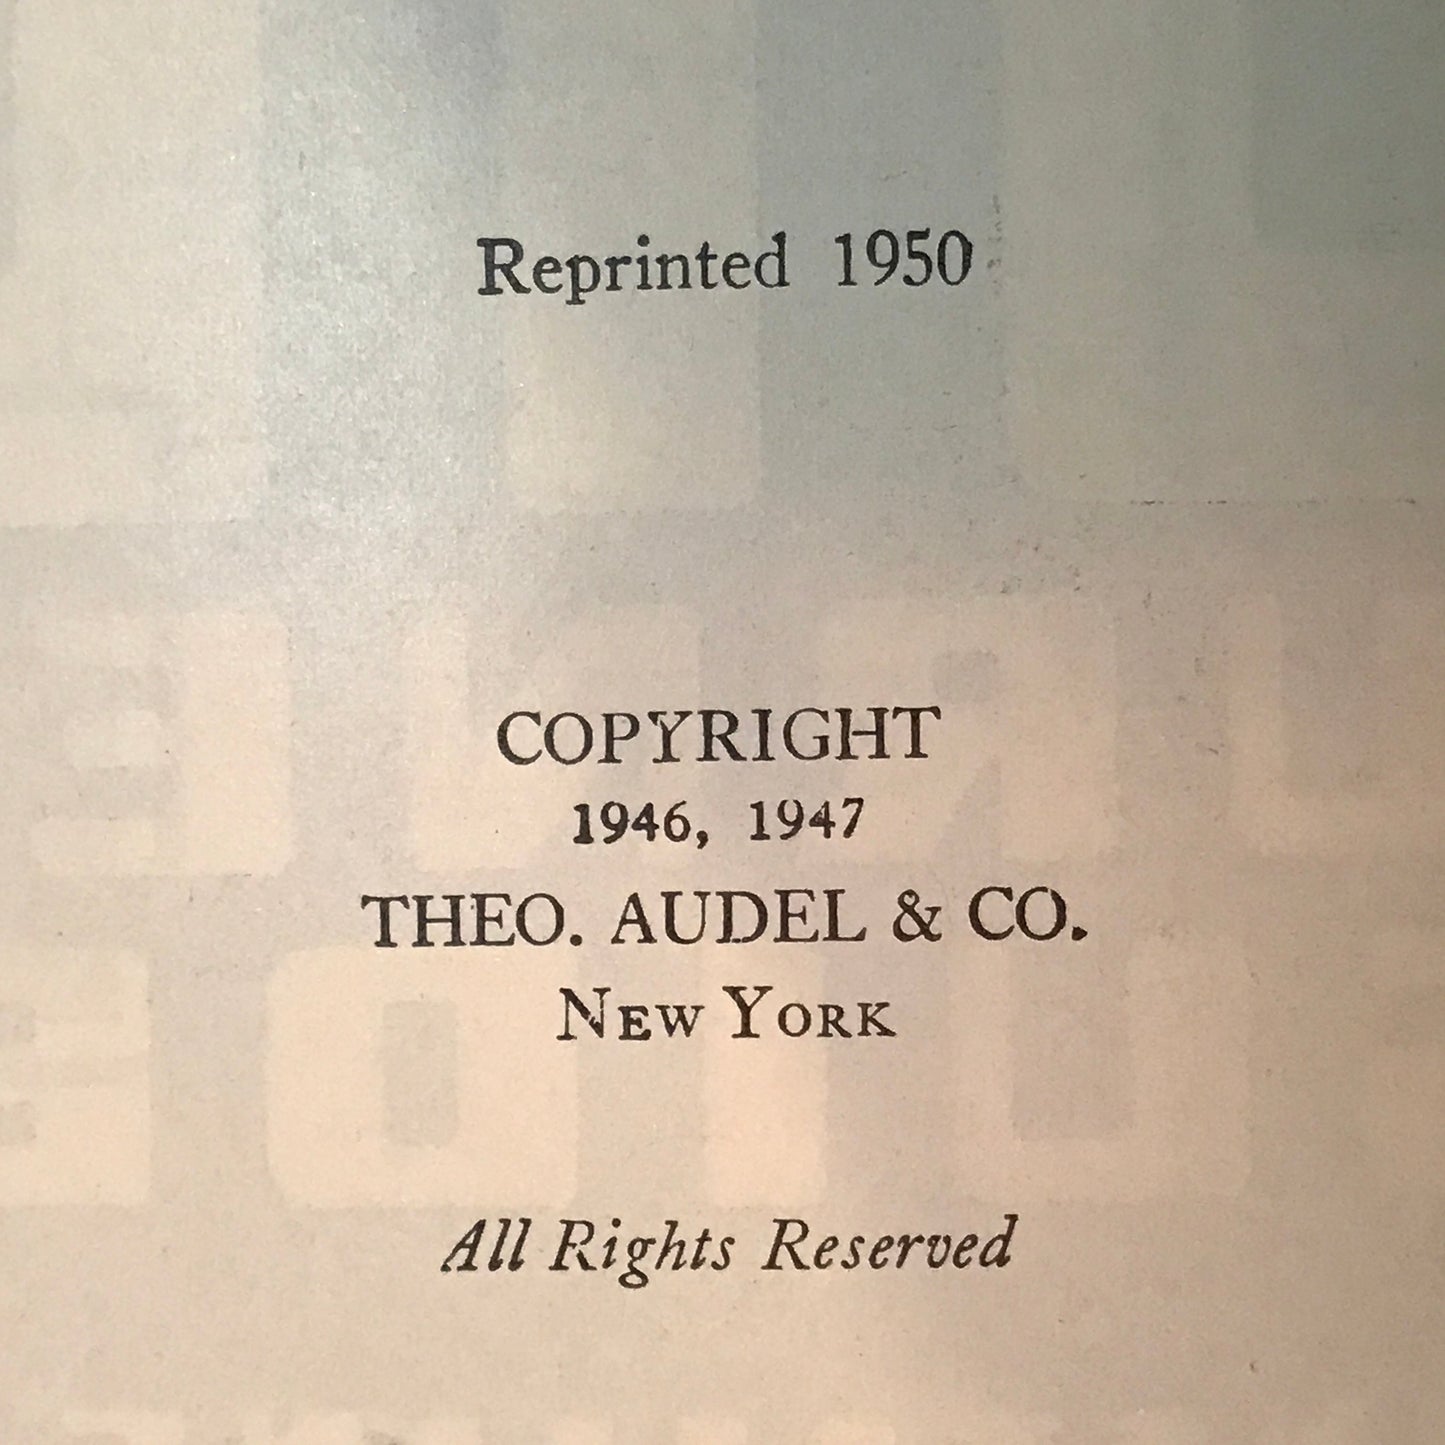 Reprinted 1950
COPYRIGHT
1946, 1947
THEO. AUDEL & CO.
NEW YORK
All Rights Reserved